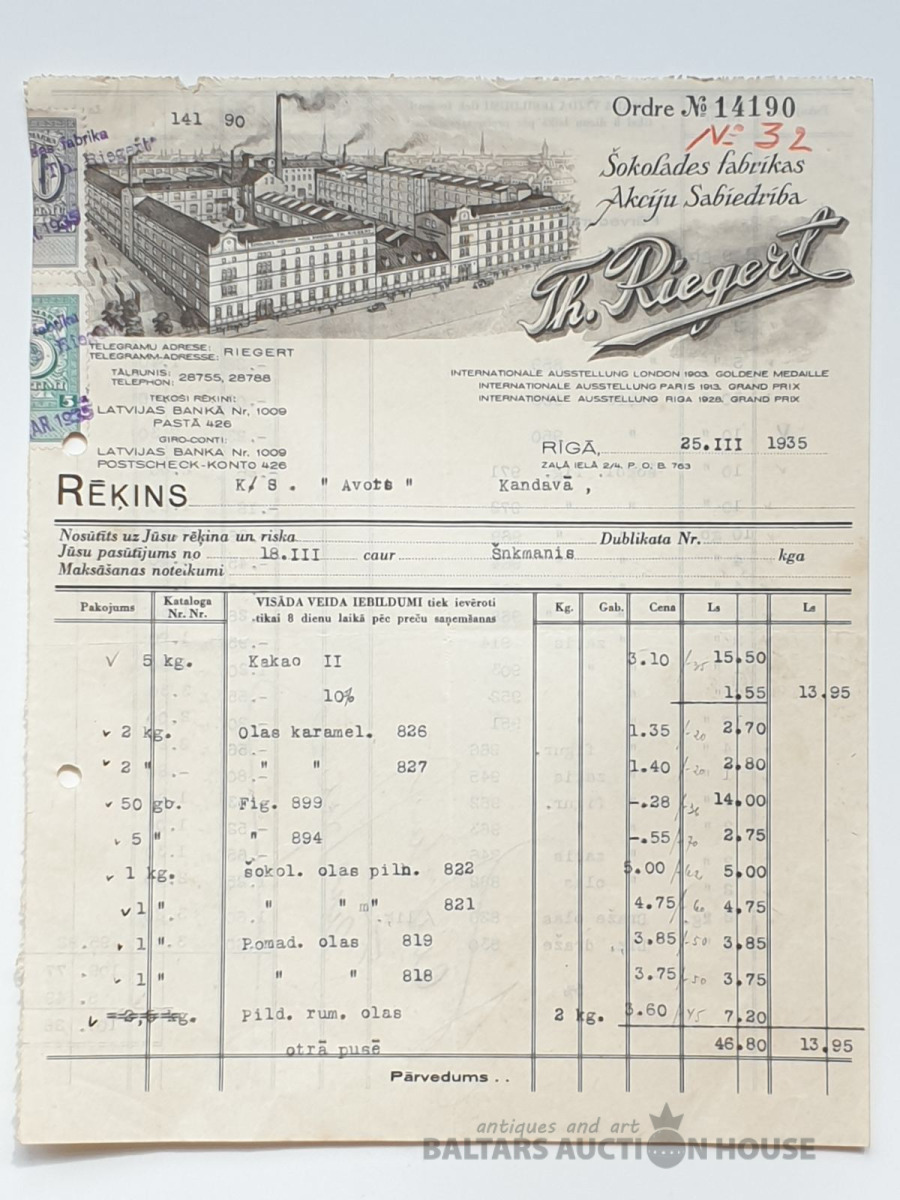 141 90
Ordre № 14190
№ 32
Šokolades fabrikas
Akciju Sabiedrība
Th. Riegert
TELEGRAMU ADRESE:
TELEGRAMM-ADRESSE: RIEGERT
TĀLRUNIS:
TELEPHON: 28755, 28788
TEKOŠI RĒĶINI:
LATVIJAS BANKĀ Nr. 1009
PASTĀ 426
GIRO-CONTI:
LATVIJAS BANKA Nr. 1009
POSTSCHECK-KONTO 426
INTERNATIONALE AUSSTELLUNG LONDON 1903. GOLDENE MEDAILLE
INTERNATIONALE AUSSTELLUNG PARIS 1913. GRAND PRIX
INTERNATIONALE AUSSTELLUNG RIGA 1928. GRAND PRIX
RĪGĀ, 25.III 1935
ZAĻĀ IELĀ 2/4. P. O. B. 763
RĒĶINS K/S. "Avots" Kandavā,
Nosūtīts uz Jūsu rēķina un riska Dublikata Nr.
Jūsu pasūtījums no 18.III caur Šnkmanis kga
Maksāšanas noteikumi
Pakojums Kataloga Nr. Nr. VISĀDA VEIDA IEBILDUMI tiek ievēroti tikai 8 dienu laikā pēc preču saņemšanas Kg. Gab. Cena Ls Ls
5 kg. Kakao II 3.10 15.50
10% 1.55 13.95
2 kg. Olas karamel. 826 1.35 2.70
2 " " " 827 1.40 2.80
50 gb. Fig. 899 -.28 14.00
5 " " 894 -.55 2.75
1 kg. šokol. olas piln. 822 5.00 5.00
1 " " " m" 821 4.75 4.75
1 ". Pomad. olas 819 3.85 3.85
1 " " " 818 3.75 3.75
2,5 kg. Pild. rum. olas 2 kg. 3.60 7.20
otrā pusē 46.80 13.95
Pārvedums . .
antiques and art
BALTARS AUCTION HOUSE